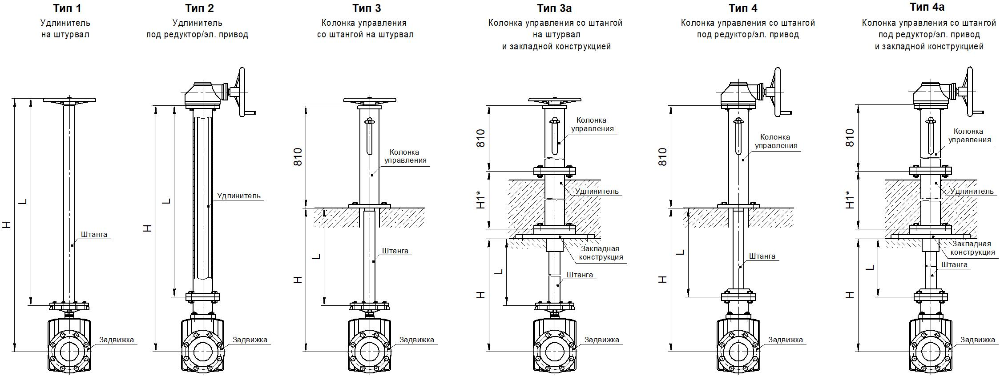 Тип 1
Удлинитель
на штурвал
H
L
Штанга
Задвижка
Тип 2
Удлинитель
под редуктор/эл. привод
H
L
Удлинитель
Задвижка
Тип 3
Колонка управления
со штангой на штурвал
810
Колонка
управления
H
L
Штанга
Задвижка
Тип 3а
Колонка управления со штангой
на штурвал
и закладной конструкцией
810
Колонка
управления
H1*
Удлинитель
Закладная
конструкция
H
L
Штанга
Задвижка
Тип 4
Колонка управления со штангой
под редуктор/эл. привод
810
Колонка
управления
H
L
Штанга
Задвижка
Тип 4а
Колонка управления со штангой
под редуктор/эл. привод
и закладной конструкцией
810
Колонка
управления
H1*
Удлинитель
Закладная
конструкция
H
L
Штанга
Задвижка